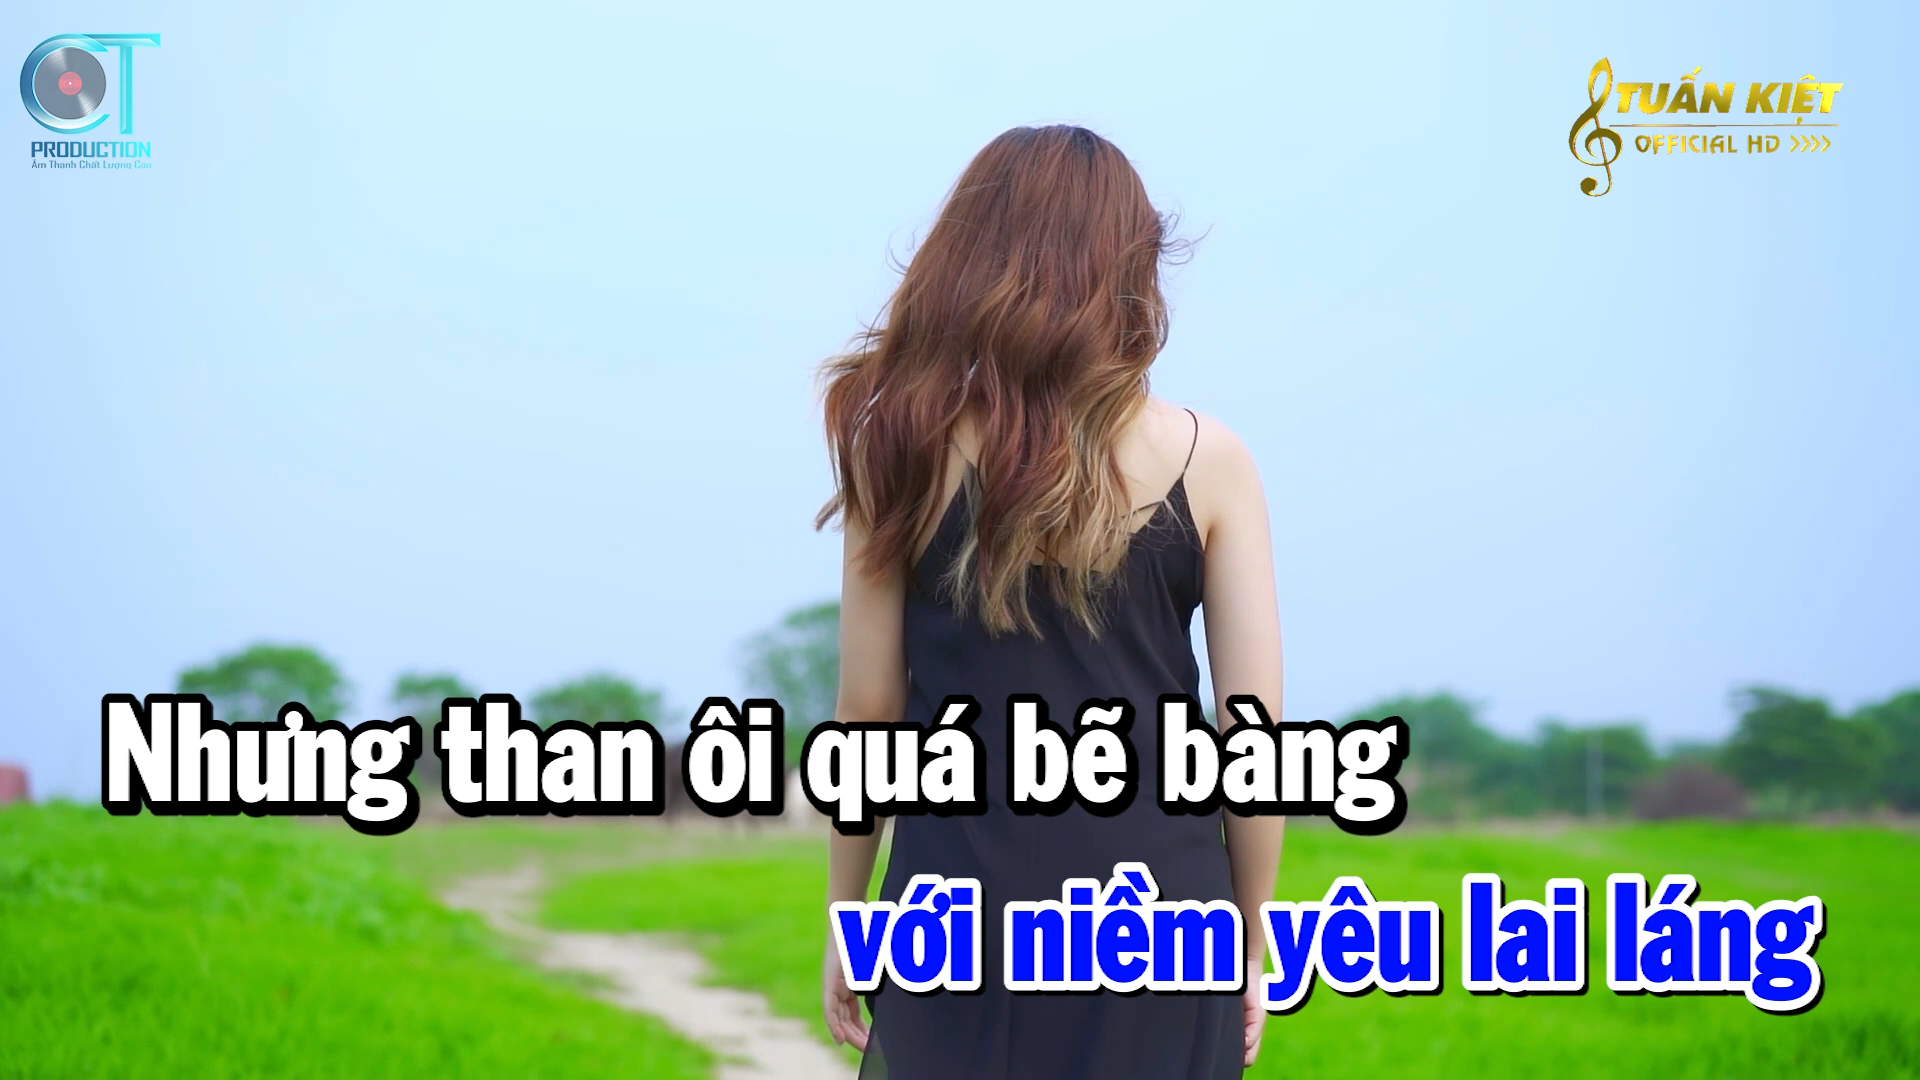 CT
PRODUCTION
Âm Thanh Chất Lượng Cao
TUẤN KIỆT
OFFICIAL HD >>>>
Nhưng than ôi quá bẽ bàng
với niềm yêu lai láng